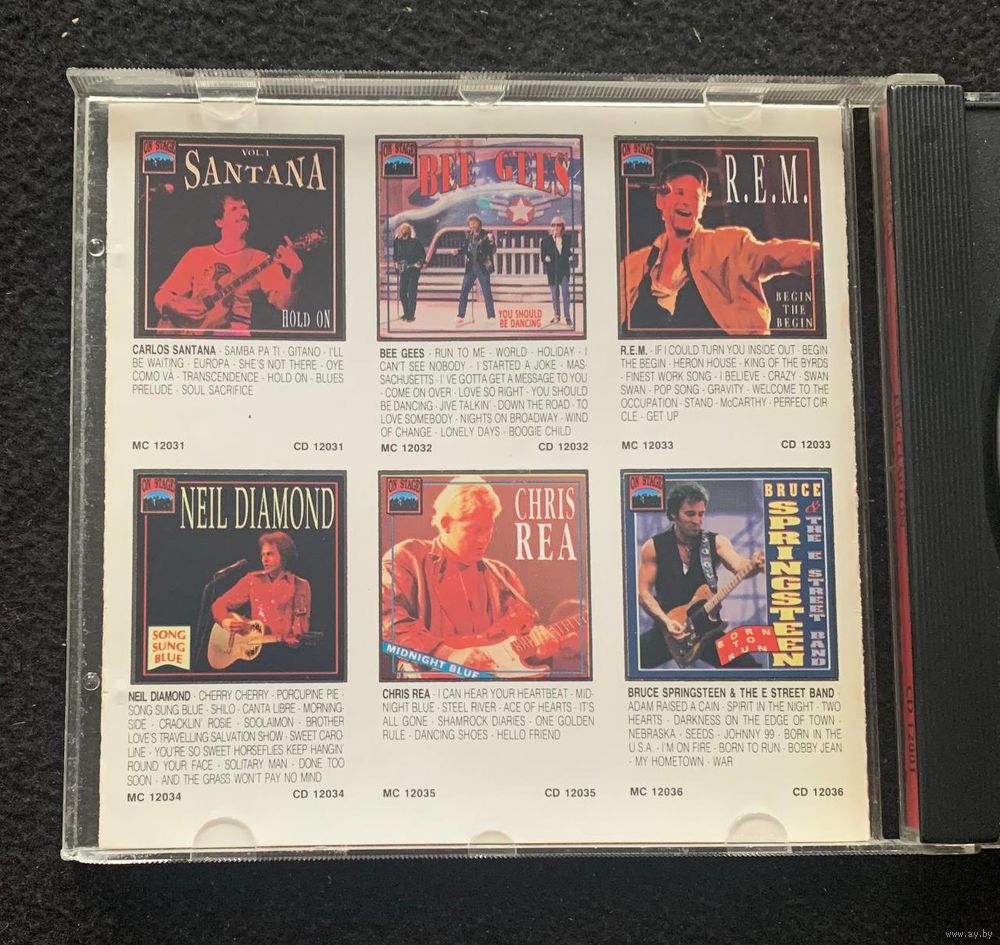 ON STAGE
VOL. 1
SANTANA
HOLD ON
CARLOS SANTANA · SAMBA PA TI · GITANO · I'LL
BE WAITING · EUROPA · SHE'S NOT THERE · OYE
COMO VA · TRANSCENDENCE · HOLD ON · BLUES
PRELUDE · SOUL SACRIFICE
MC 12031 CD 12031
ON STAGE
BEE GEES
YOU SHOULD
BE DANCING
BEE GEES · RUN TO ME · WORLD · HOLIDAY · I
CAN'T SEE NOBODY · I STARTED A JOKE · MAS-
SACHUSETTS · I'VE GOTTA GET A MESSAGE TO YOU
· COME ON OVER · LOVE SO RIGHT · YOU SHOULD
BE DANCING · JIVE TALKIN' · DOWN THE ROAD · TO
LOVE SOMEBODY · NIGHTS ON BROADWAY · WIND
OF CHANGE · LONELY DAYS · BOOGIE CHILD
MC 12032 CD 12032
ON STAGE
R.E.M.
BEGIN
THE
BEGIN
R.E.M. · IF I COULD TURN YOU INSIDE OUT · BEGIN
THE BEGIN · HERON HOUSE · KING OF THE BYRDS
· FINEST WORK SONG · I BELIEVE · CRAZY · SWAN
SWAN · POP SONG · GRAVITY · WELCOME TO THE
OCCUPATION · STAND · McCARTHY · PERFECT CIR
CLE · GET UP
MC 12033 CD 12033
ON STAGE
NEIL DIAMOND
SONG
SUNG
BLUE
NEIL DIAMOND · CHERRY CHERRY · PORCUPINE PIE ·
SONG SUNG BLUE · SHILO · CANTA LIBRE · MORNING-
SIDE · CRACKLIN' ROSIE · SOOLAIMON · BROTHER
LOVE'S TRAVELLING SALVATION SHOW · SWEET CARO-
LINE · YOU'RE SO SWEET HORSEFLIES KEEP HANGIN'
ROUND YOUR FACE · SOLITARY MAN · DONE TOO
SOON · AND THE GRASS WON'T PAY NO MIND
MC 12034 CD 12034
ON STAGE
CHRIS
REA
MIDNIGHT BLUE
CHRIS REA · I CAN HEAR YOUR HEARTBEAT · MID-
NIGHT BLUE · STEEL RIVER · ACE OF HEARTS · IT'S
ALL GONE · SHAMROCK DIARIES · ONE GOLDEN
RULE · DANCING SHOES · HELLO FRIEND
MC 12035 CD 12035
ON STAGE
BRUCE
SPRINGSTEEN
& THE E STREET BAND
BORN
TO
RUN
BRUCE SPRINGSTEEN & THE E STREET BAND ·
ADAM RAISED A CAIN · SPIRIT IN THE NIGHT · TWO
HEARTS · DARKNESS ON THE EDGE OF TOWN ·
NEBRASKA · SEEDS · JOHNNY 99 · BORN IN THE
U.S.A. · I'M ON FIRE · BORN TO RUN · BOBBY JEAN
· MY HOMETOWN · WAR
MC 12036 CD 12036
www.ay.by